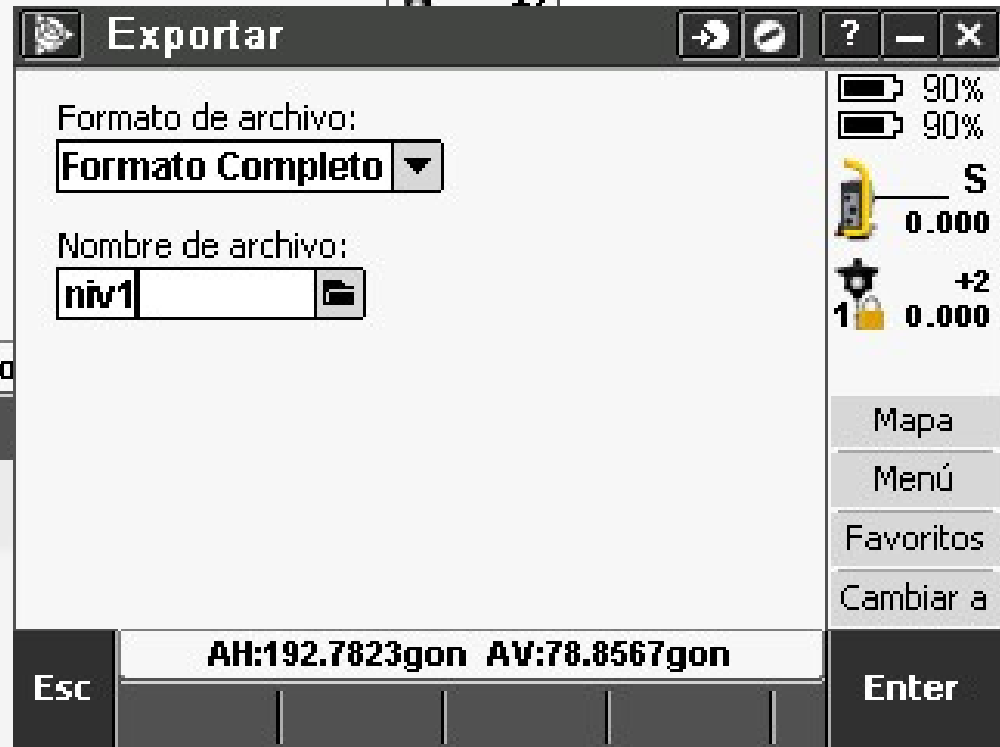 Exportar
?
90%
90%
Formato de archivo:
Formato Completo
S
0.000
Nombre de archivo:
niv1
+2
1 0.000
Mapa
Menú
Favoritos
Cambiar a
AH:192.7823gon AV:78.8567gon
Esc
Enter